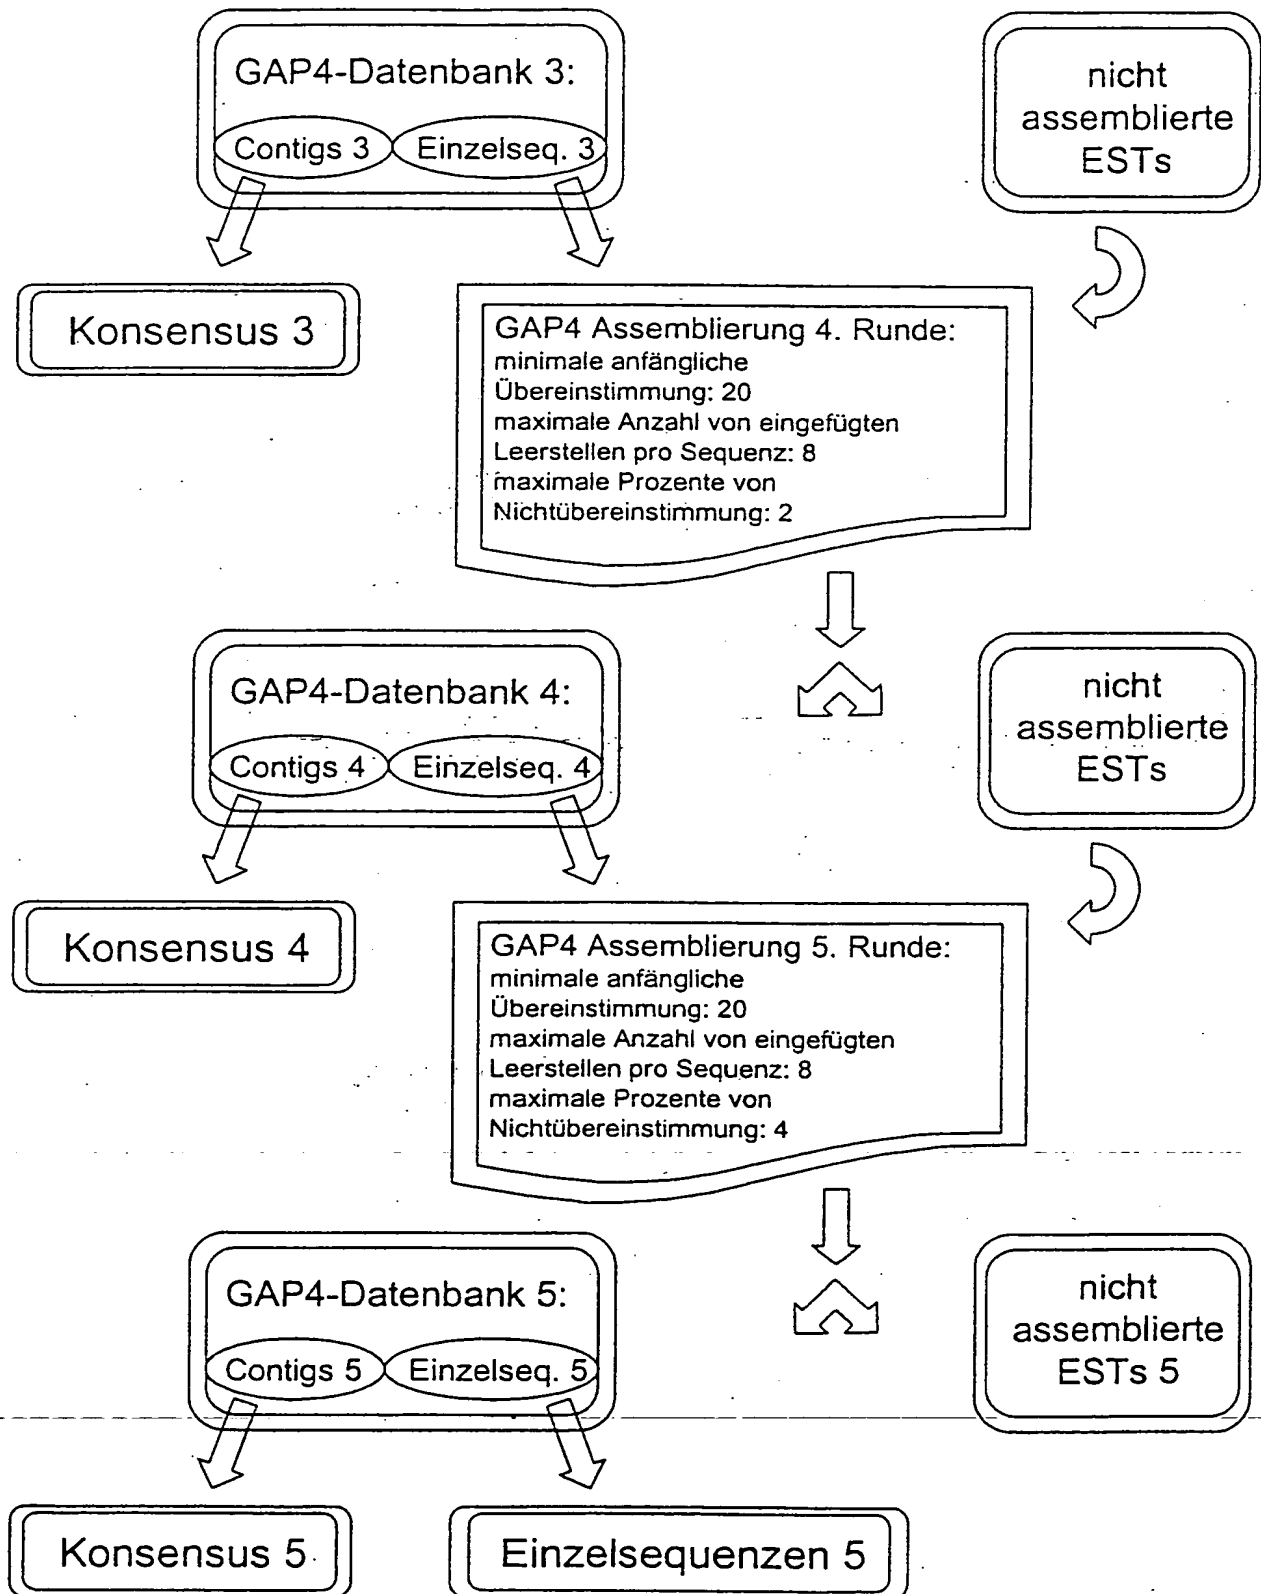 GAP4-Datenbank 3:
Contigs 3
Einzelseq. 3
nicht
assemblierte
ESTs
Konsensus 3
GAP4 Assemblierung 4. Runde:
minimale anfängliche
Übereinstimmung: 20
maximale Anzahl von eingefügten
Leerstellen pro Sequenz: 8
maximale Prozente von
Nichtübereinstimmung: 2
GAP4-Datenbank 4:
Contigs 4
Einzelseq. 4
nicht
assemblierte
ESTs
Konsensus 4
GAP4 Assemblierung 5. Runde:
minimale anfängliche
Übereinstimmung: 20
maximale Anzahl von eingefügten
Leerstellen pro Sequenz: 8
maximale Prozente von
Nichtübereinstimmung: 4
GAP4-Datenbank 5:
Contigs 5
Einzelseq. 5
nicht
assemblierte
ESTs 5
Konsensus 5
Einzelsequenzen 5